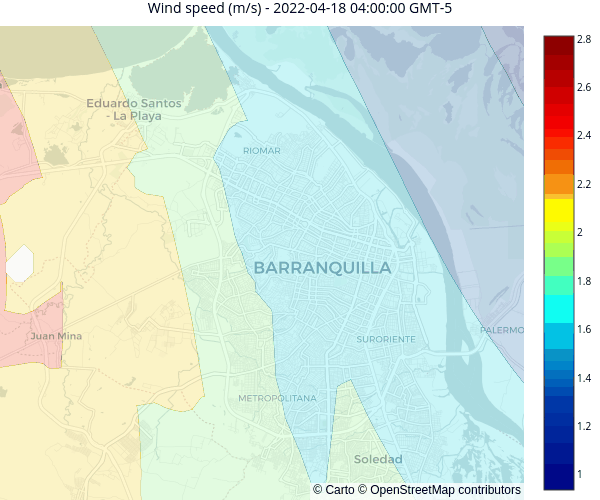 Wind speed (m/s) - 2022-04-18 04:00:00 GMT-5
Eduardo Santos
- La Playa
RIOMAR
BARRANQUILLA
Juan Mina
SURORIENTE
PALERMO
METROPOLITANA
Soledad
© Carto © OpenStreetMap contributors
2.8
2.6
2.4
2.2
2
1.8
1.6
1.4
1.2
1